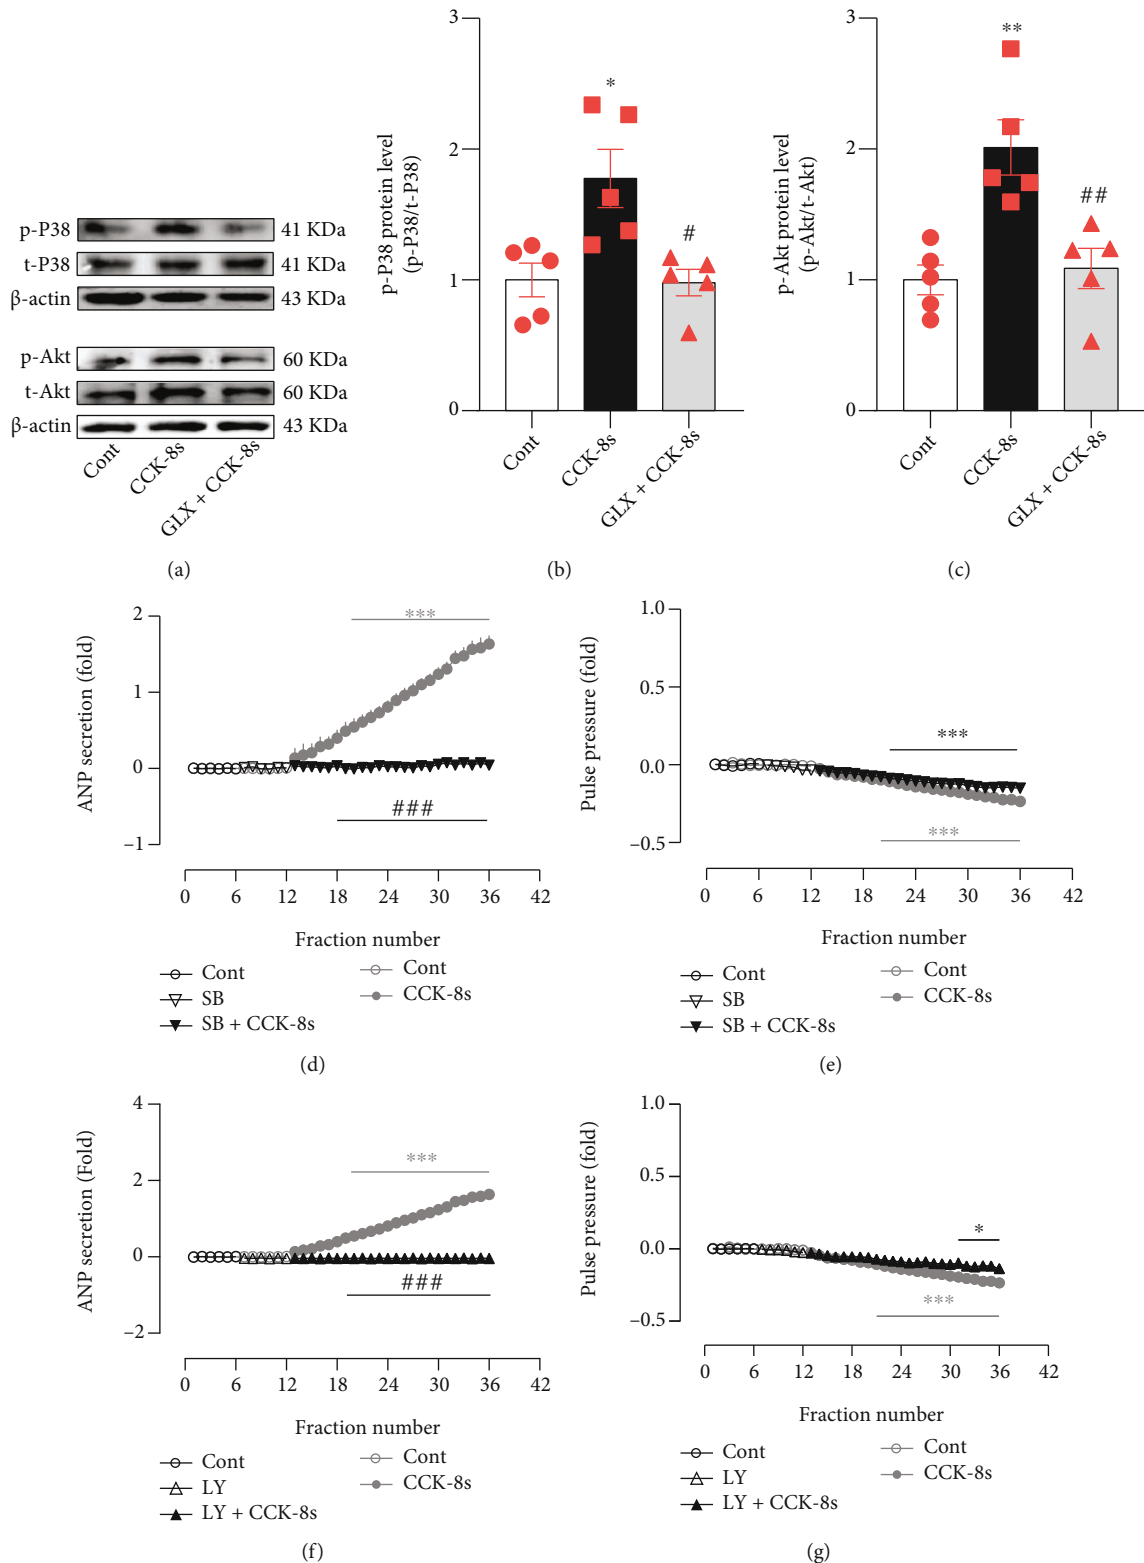 p-P38 41 KDa
t-P38 41 KDa
β-actin 43 KDa
p-Akt 60 KDa
t-Akt 60 KDa
β-actin 43 KDa
Cont
CCK-8s
GLX + CCK-8s
(a)
p-P38 protein level
(p-P38/t-P38)
3
2
1
0
*
#
Cont
CCK-8s
GLX + CCK-8s
(b)
p-Akt protein level
(p-Akt/t-Akt)
3
2
1
0
**
##
Cont
CCK-8s
GLX + CCK-8s
(c)
ANP secretion (fold)
2
1
0
–1
***
###
0 6 12 18 24 30 36 42
Fraction number
Cont
SB
SB + CCK-8s
Cont
CCK-8s
(d)
Pulse pressure (fold)
1.0
0.5
0.0
–0.5
***
***
0 6 12 18 24 30 36 42
Fraction number
Cont
SB
SB + CCK-8s
Cont
CCK-8s
(e)
ANP secretion (Fold)
4
2
0
–2
***
###
0 6 12 18 24 30 36 42
Fraction number
Cont
LY
LY + CCK-8s
Cont
CCK-8s
(f)
Pulse pressure (fold)
1.0
0.5
0.0
–0.5
*
***
0 6 12 18 24 30 36 42
Fraction number
Cont
LY
LY + CCK-8s
Cont
CCK-8s
(g)